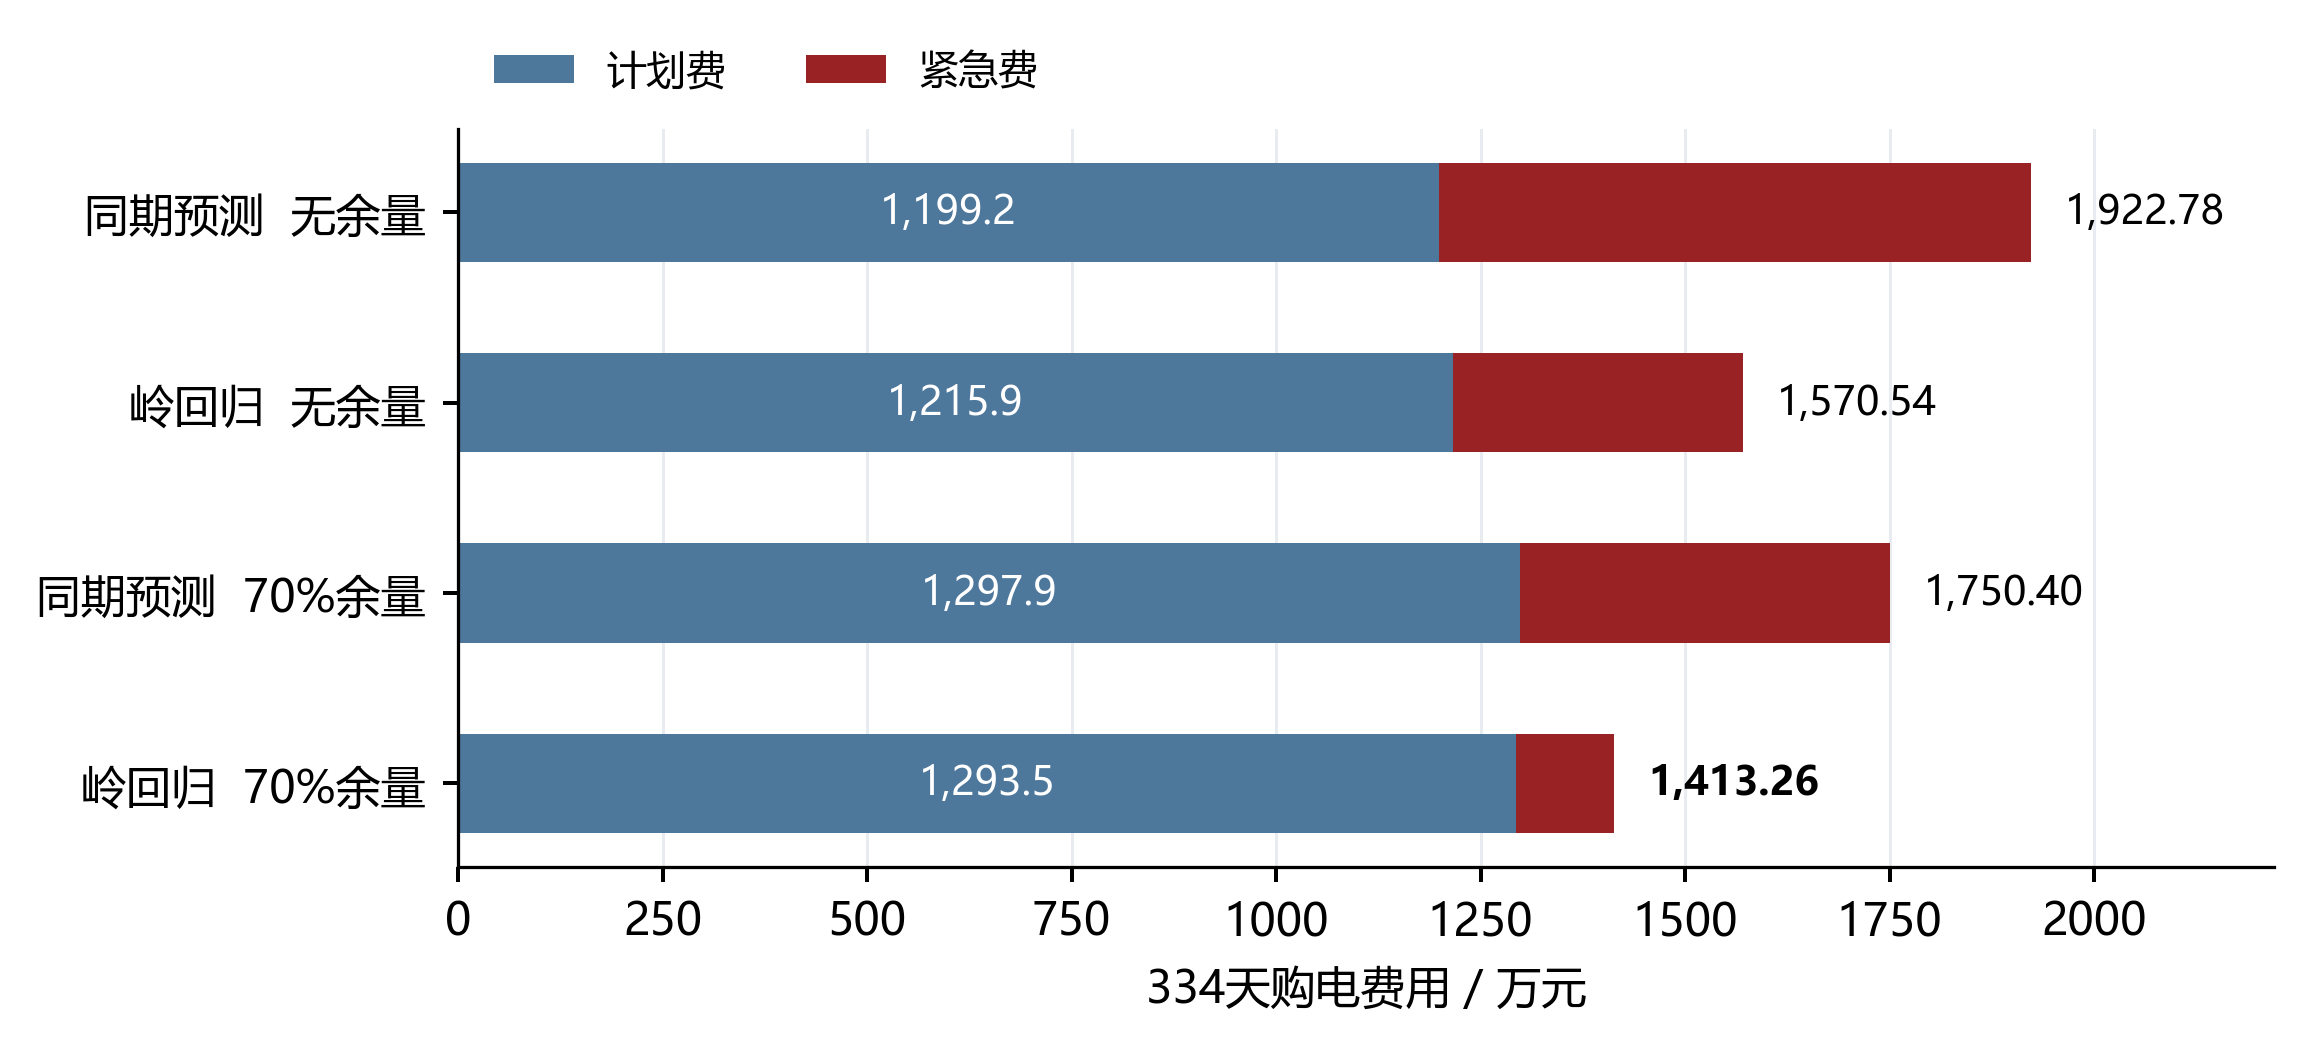 计划费 紧急费
同期预测 无余量 1,199.2 1,922.78
岭回归 无余量 1,215.9 1,570.54
同期预测 70%余量 1,297.9 1,750.40
岭回归 70%余量 1,293.5 1,413.26
0 250 500 750 1000 1250 1500 1750 2000
334天购电费用 / 万元